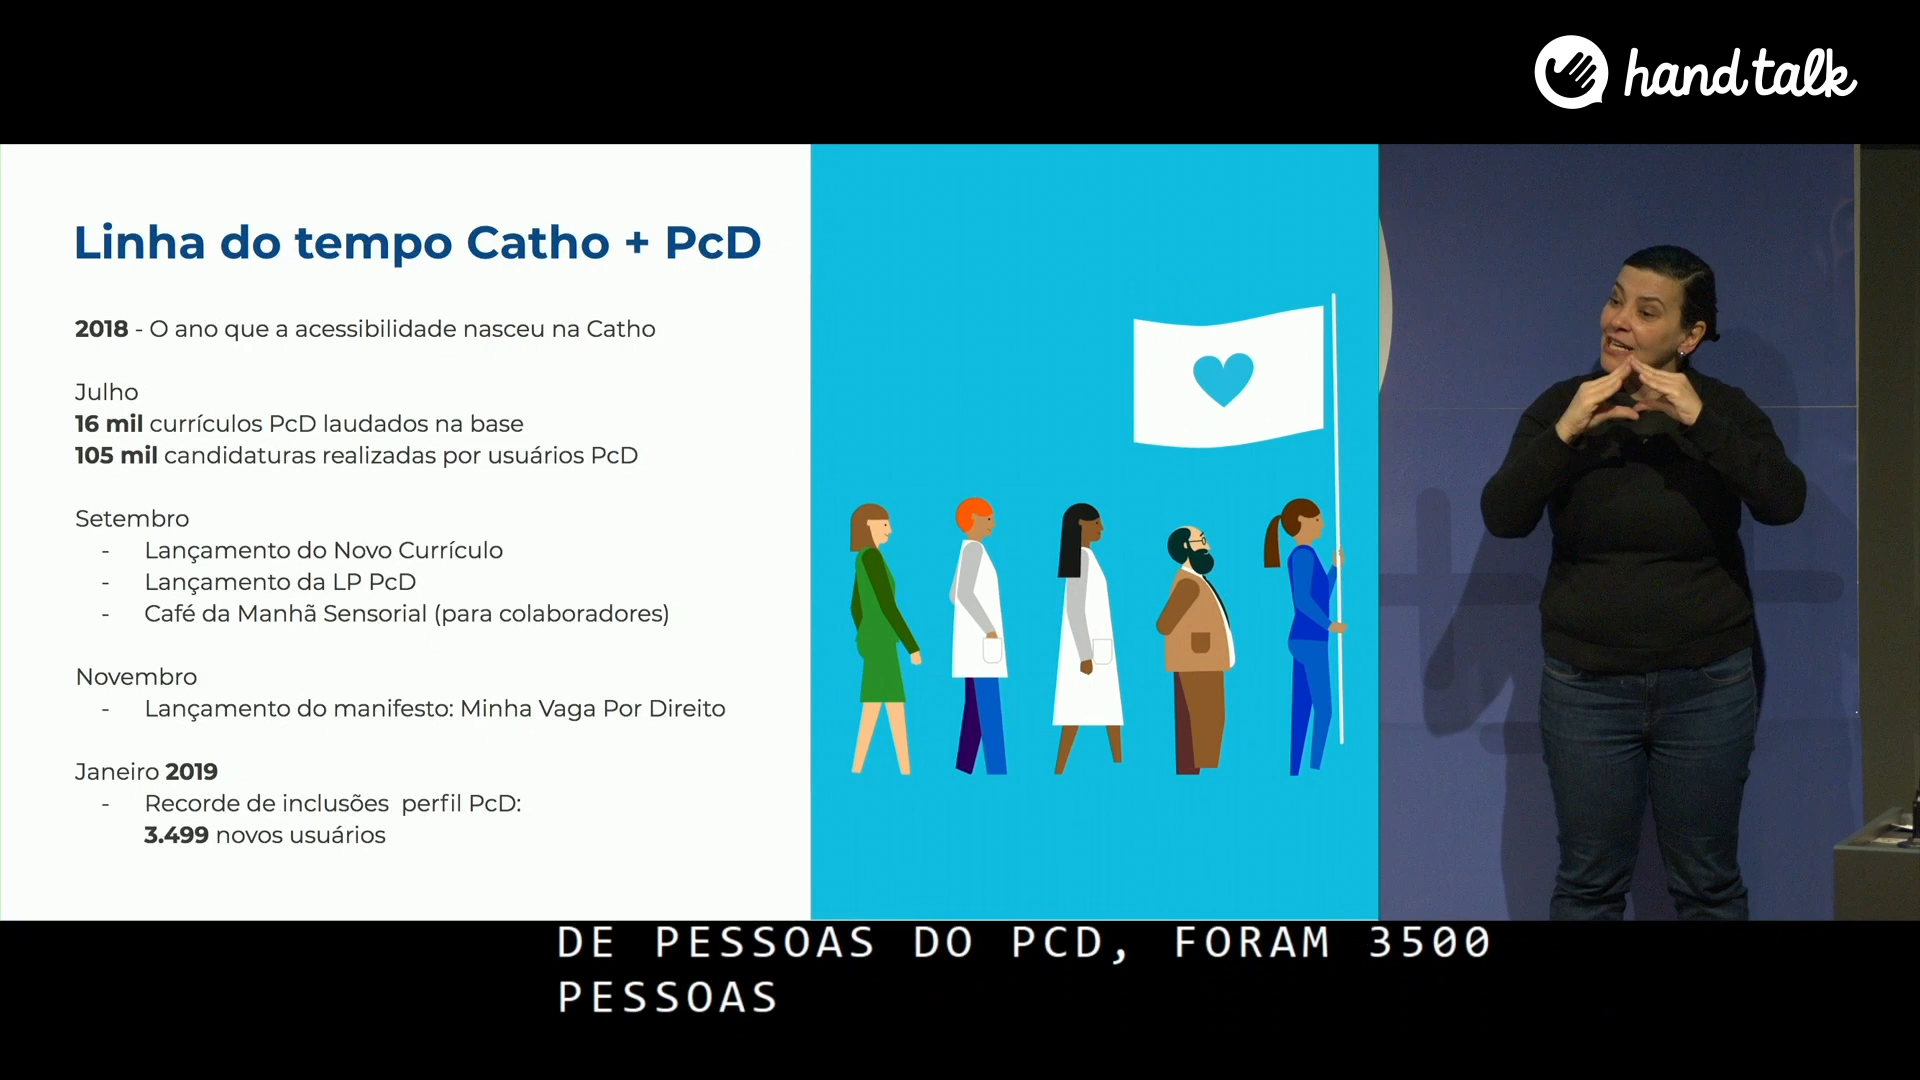 hand talk
Linha do tempo Catho + PcD
2018 - O ano que a acessibilidade nasceu na Catho
Julho
16 mil currículos PcD laudados na base
105 mil candidaturas realizadas por usuários PcD
Setembro
- Lançamento do Novo Currículo
- Lançamento da LP PcD
- Café da Manhã Sensorial (para colaboradores)
Novembro
- Lançamento do manifesto: Minha Vaga Por Direito
Janeiro 2019
- Recorde de inclusões perfil PcD:
3.499 novos usuários
DE PESSOAS DO PCD, FORAM 3500
PESSOAS